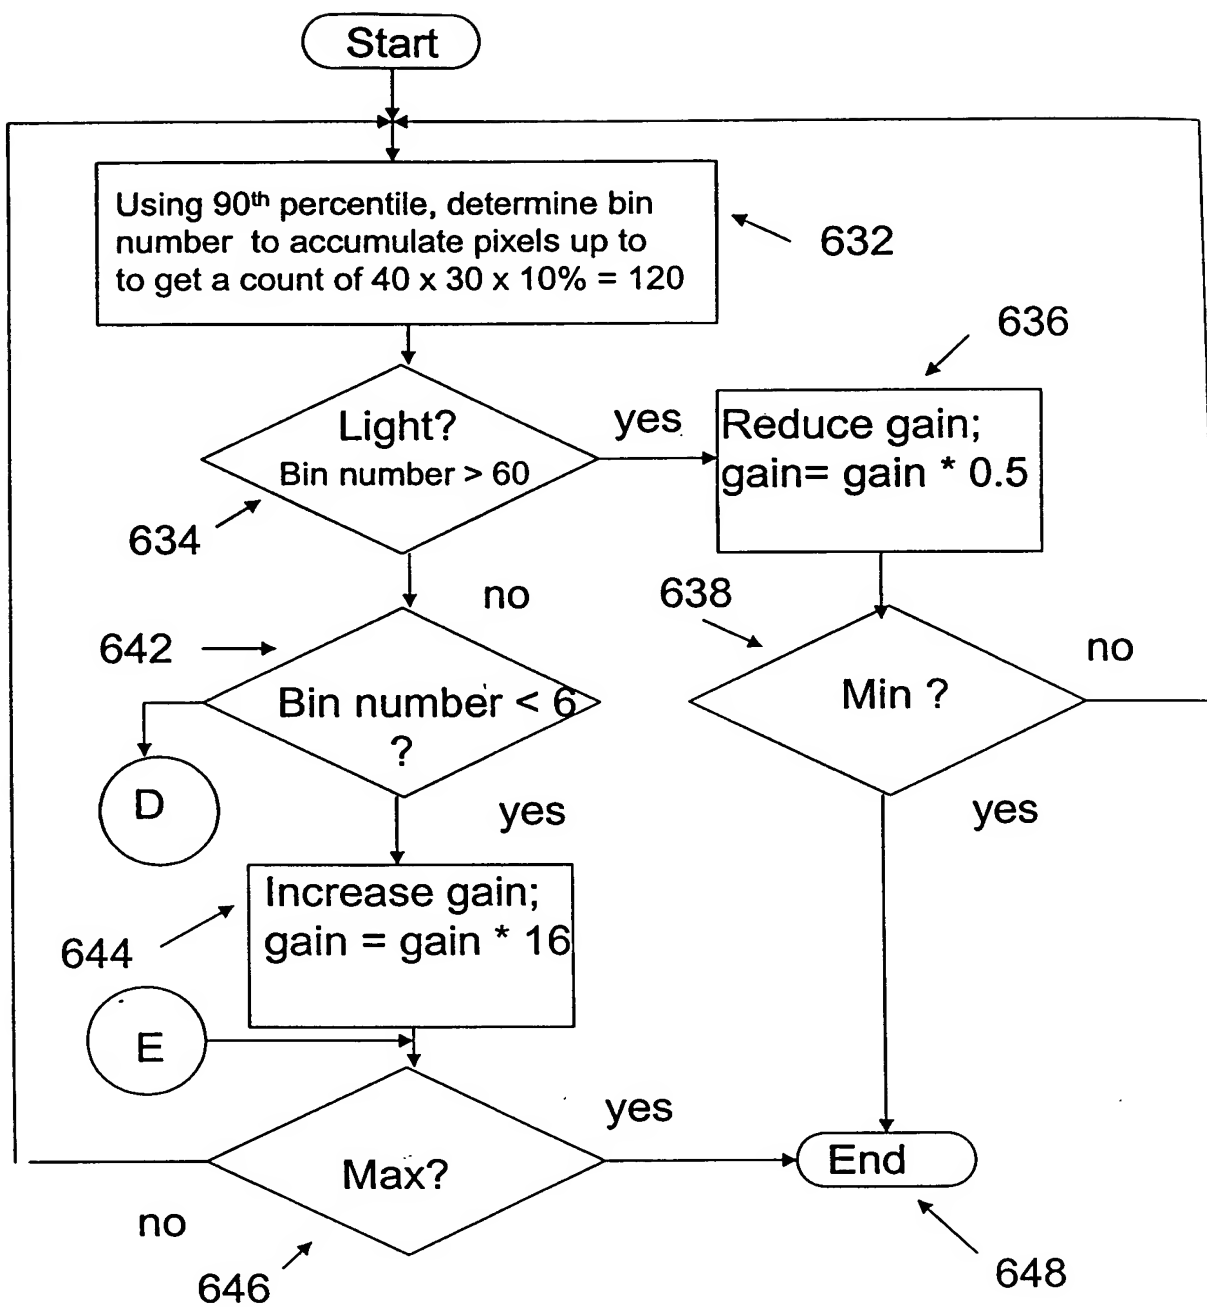 Start
Using 90th percentile, determine bin
number to accumulate pixels up to
to get a count of 40 x 30 x 10% = 120
632
636
Light?
Bin number > 60
yes
Reduce gain;
gain= gain * 0.5
634
no
638
642
Bin number < 6
?
Min ?
no
D
yes
yes
Increase gain;
gain = gain * 16
644
E
yes
Max?
End
no
646
648